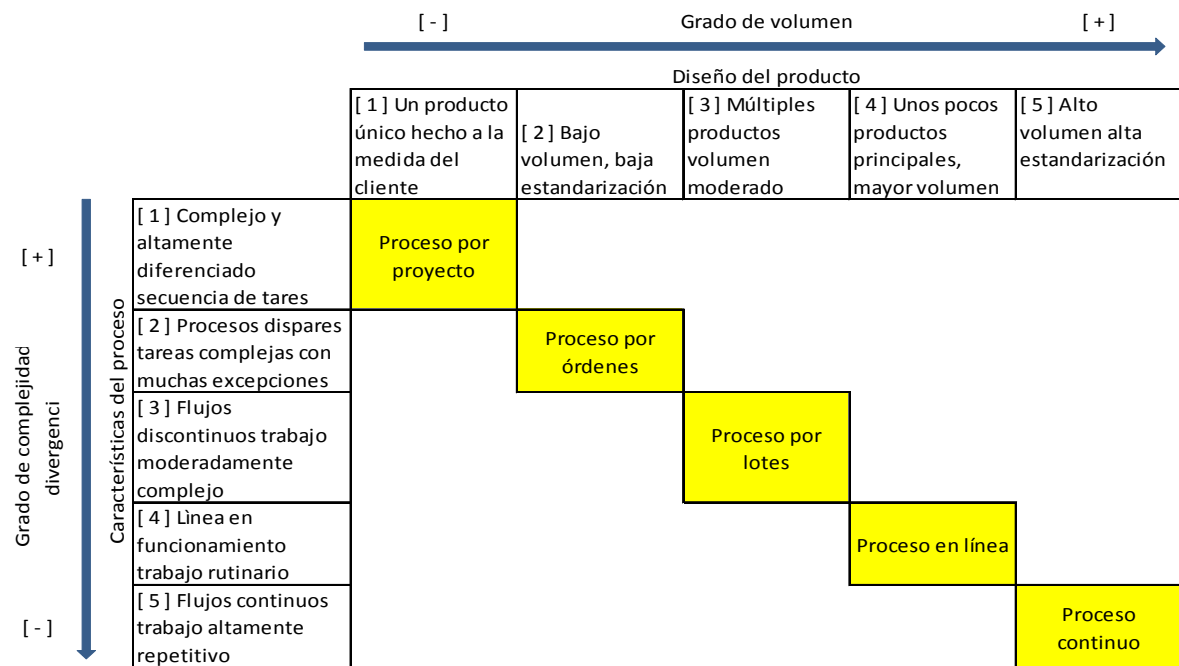 [ - ] Grado de volumen [ + ]
Diseño del producto
[ 1 ] Un producto
único hecho a la
medida del
cliente
[ 2 ] Bajo
volumen, baja
estandarización
[ 3 ] Múltiples
productos
volumen
moderado
[ 4 ] Unos pocos
productos
principales,
mayor volumen
[ 5 ] Alto
volumen alta
estandarización
[ + ]
[ - ]
Grado de complejidad
divergenci
Características del proceso
[ 1 ] Complejo y
altamente
diferenciado
secuencia de tares
Proceso por
proyecto
[ 2 ] Procesos dispares
tareas complejas con
muchas excepciones
Proceso por
órdenes
[ 3 ] Flujos
discontinuos trabajo
moderadamente
complejo
Proceso por
lotes
[ 4 ] Lìnea en
funcionamiento
trabajo rutinario
Proceso en línea
[ 5 ] Flujos continuos
trabajo altamente
repetitivo
Proceso
continuo